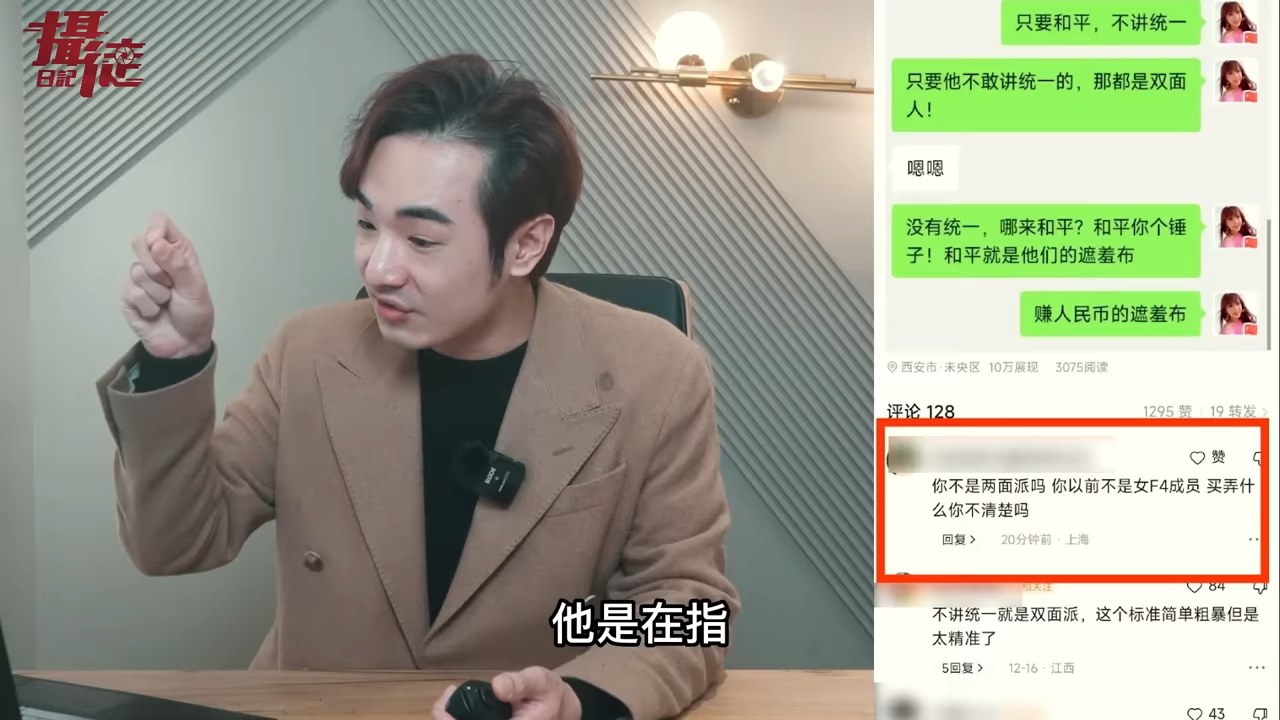 攝徒
日記
RODE
他是在指
只要和平，不讲统一
只要他不敢讲统一的，那都是双面
人！
嗯嗯
没有统一，哪来和平？和平你个锤
子！和平就是他们的遮羞布
赚人民币的遮羞布
西安市·未央区 10万展现 3075阅读
评论 128
1295 赞 19 转发
赞
你不是两面派吗 你以前不是女F4成员 买弄什
么你不清楚吗
回复
20分钟前 · 上海
84
不讲统一就是双面派，这个标准简单粗暴但是
太精准了
5回复
12-16 · 江西
43